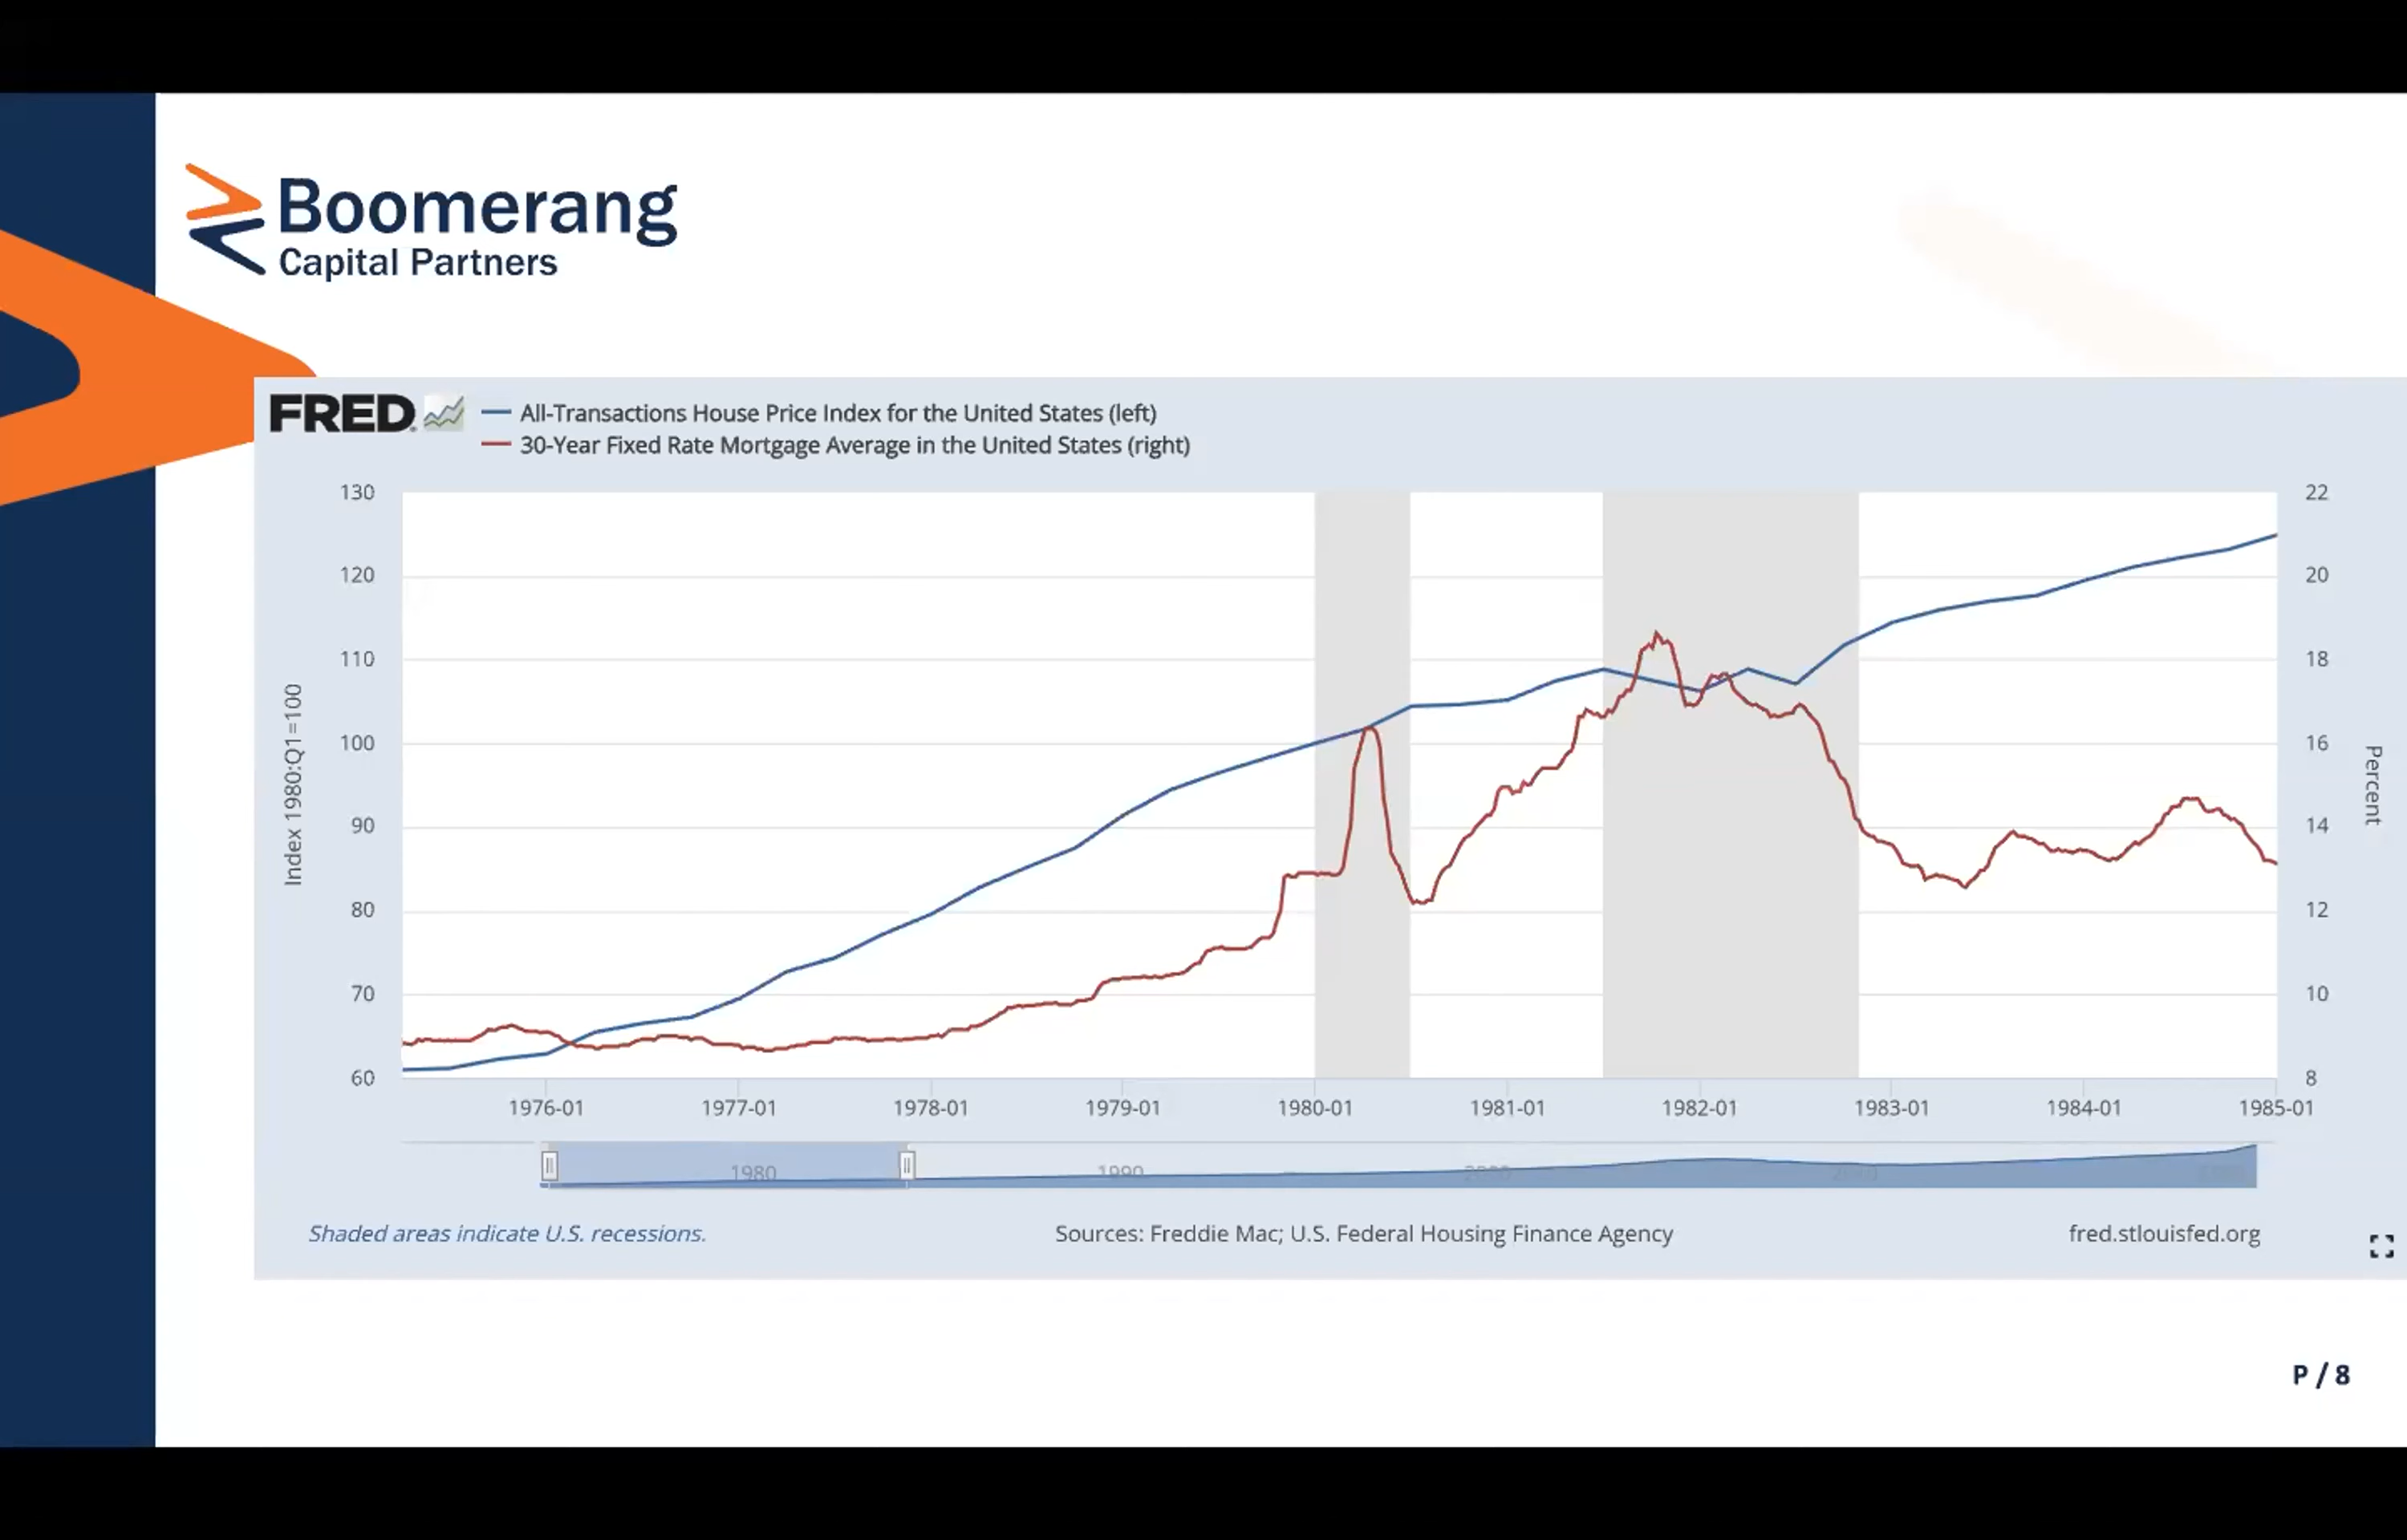 Boomerang
Capital Partners
FRED
All-Transactions House Price Index for the United States (left)
30-Year Fixed Rate Mortgage Average in the United States (right)
130
120
110
100
90
80
70
60
Index 1980:Q1=100
22
20
18
16
14
12
10
8
Percent
1976-01 1977-01 1978-01 1979-01 1980-01 1981-01 1982-01 1983-01 1984-01 1985-01
1980 1990 2000
Shaded areas indicate U.S. recessions. Sources: Freddie Mac; U.S. Federal Housing Finance Agency fred.stlouisfed.org
P / 8